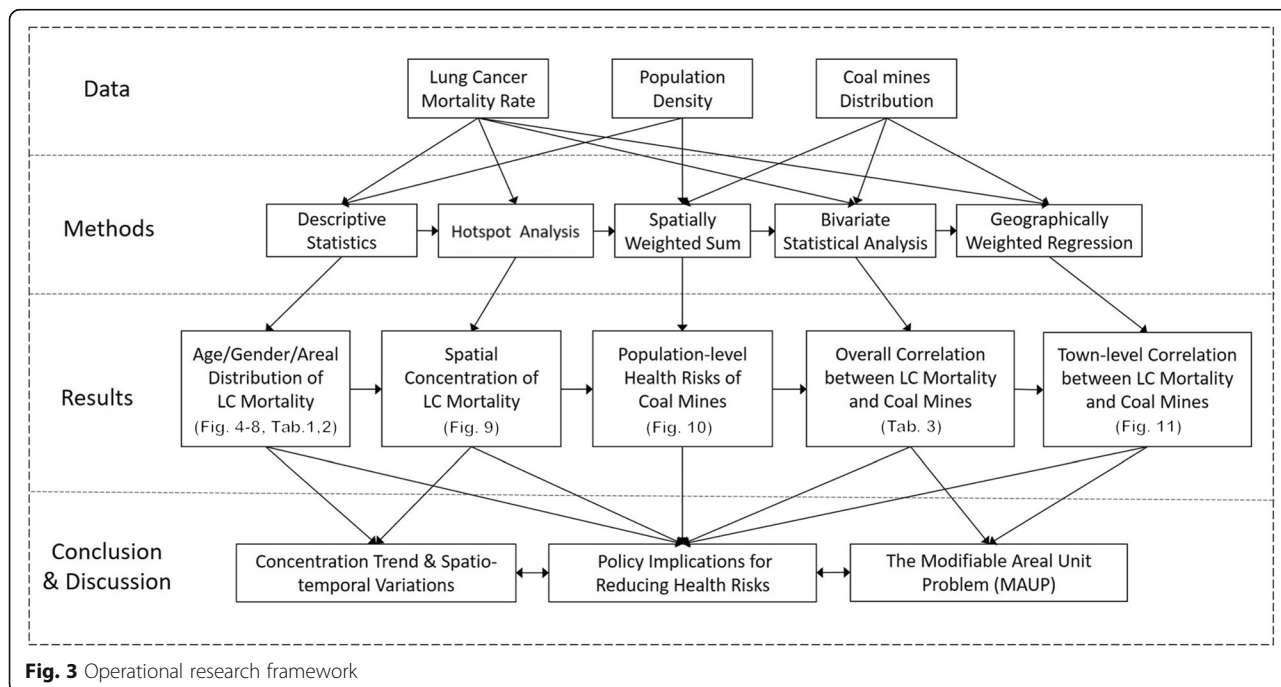 Data
Lung Cancer
Mortality Rate
Population
Density
Coal mines
Distribution
Methods
Descriptive
Statistics
Hotspot Analysis
Spatially
Weighted Sum
Bivariate
Statistical Analysis
Geographically
Weighted Regression
Results
Age/Gender/Areal
Distribution of
LC Mortality
(Fig. 4-8, Tab.1,2)
Spatial
Concentration of
LC Mortality
(Fig. 9)
Population-level
Health Risks of
Coal Mines
(Fig. 10)
Overall Correlation
between LC Mortality
and Coal Mines
(Tab. 3)
Town-level Correlation
between LC Mortality
and Coal Mines
(Fig. 11)
Conclusion
& Discussion
Concentration Trend & Spatio-
temporal Variations
Policy Implications for
Reducing Health Risks
The Modifiable Areal Unit
Problem (MAUP)
Fig. 3 Operational research framework